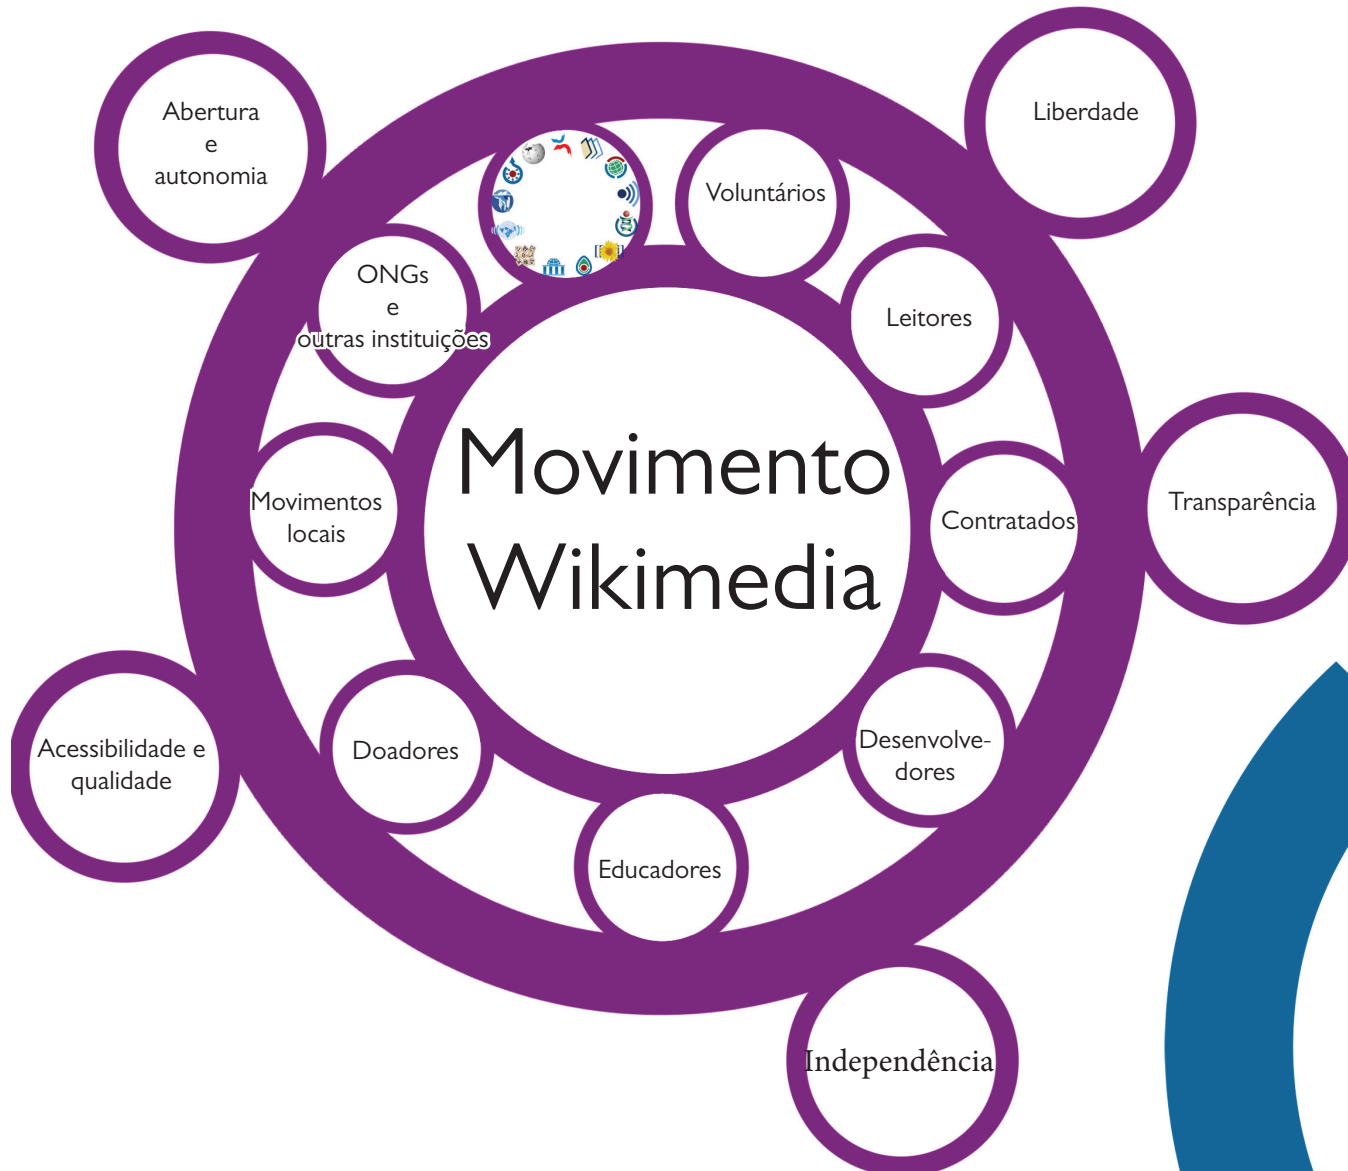 Abertura
e
autonomia
Liberdade
Voluntários
ONGs
e
outras instituições
Leitores
Movimento
Wikimedia
Movimentos
locais
Contratados
Transparência
Acessibilidade e
qualidade
Doadores
Desenvolve-
dores
Educadores
Independência